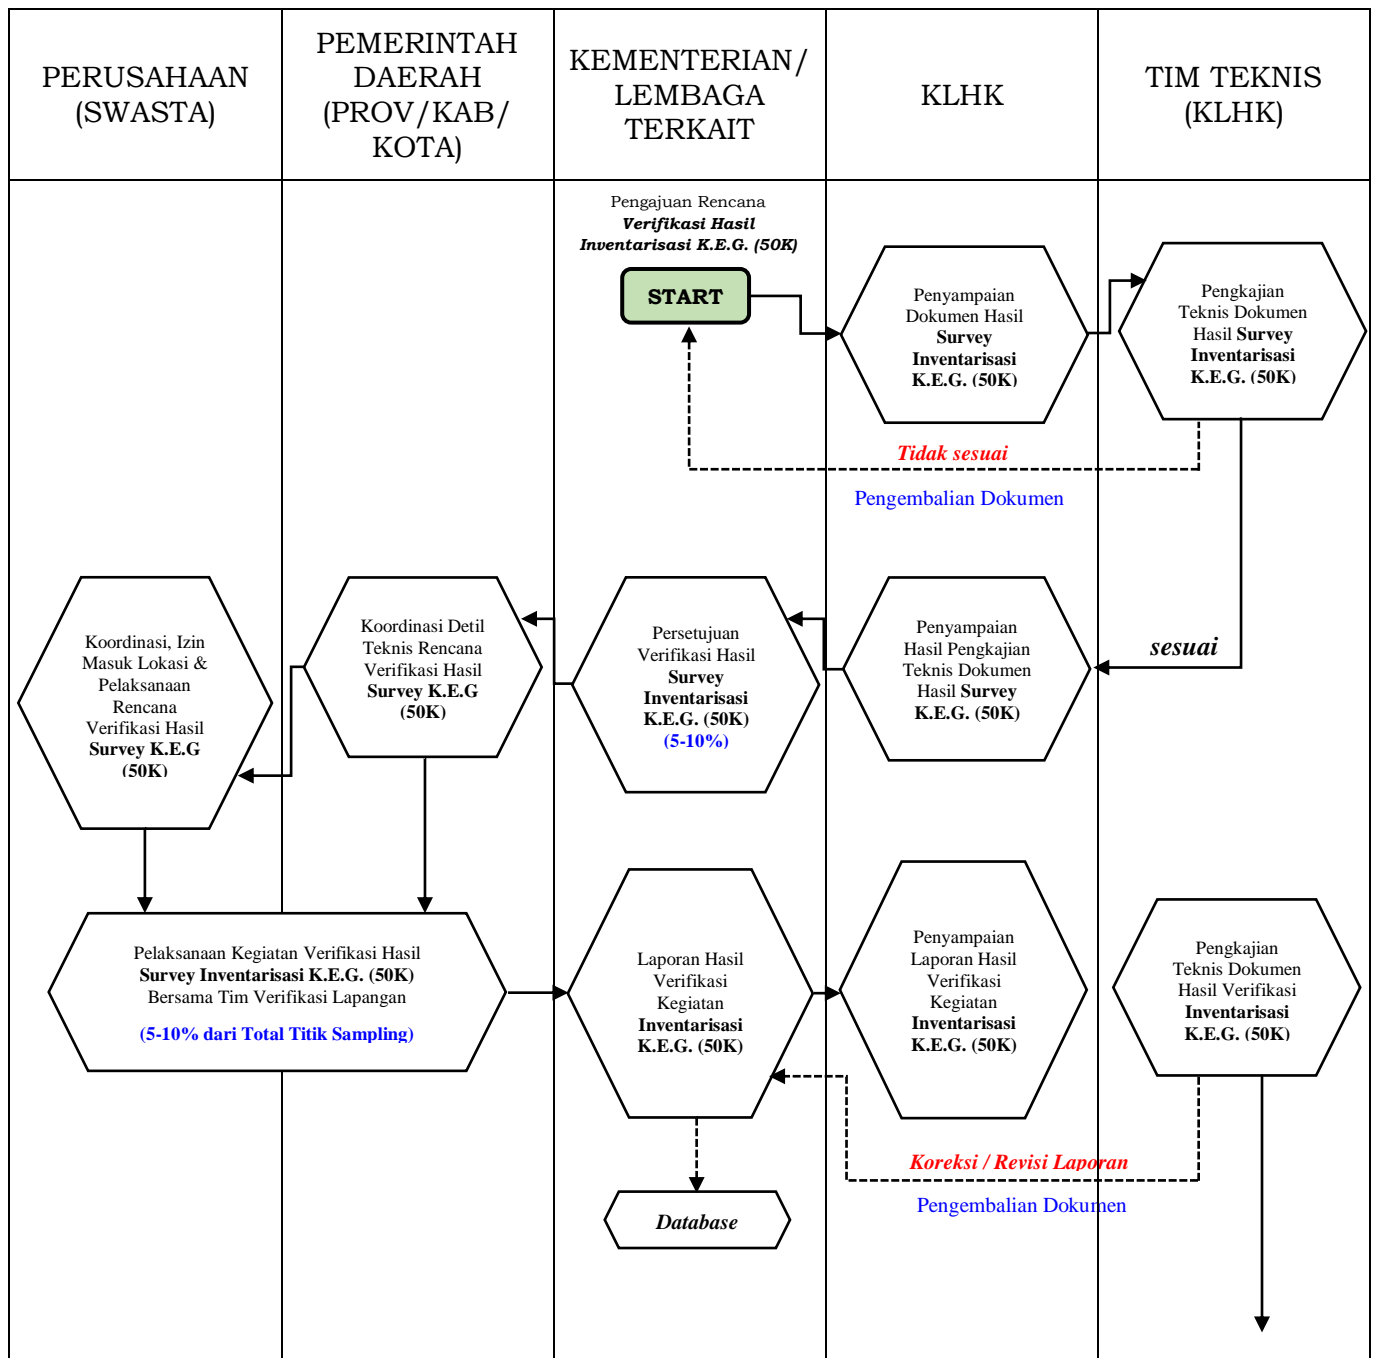 PERUSAHAAN
(SWASTA)
PEMERINTAH
DAERAH
(PROV/KAB/
KOTA)
KEMENTERIAN/
LEMBAGA
TERKAIT
KLHK
TIM TEKNIS
(KLHK)
Pengajuan Rencana
Verifikasi Hasil
Inventarisasi K.E.G. (50K)
START
Penyampaian
Dokumen Hasil
Survey
Inventarisasi
K.E.G. (50K)
Pengkajian
Teknis Dokumen
Hasil Survey
Inventarisasi
K.E.G. (50K)
Tidak sesuai
Pengembalian Dokumen
Koordinasi, Izin
Masuk Lokasi &
Pelaksanaan
Rencana
Verifikasi Hasil
Survey K.E.G
(50K)
Koordinasi Detil
Teknis Rencana
Verifikasi Hasil
Survey K.E.G
(50K)
Persetujuan
Verifikasi Hasil
Survey
Inventarisasi
K.E.G. (50K)
(5-10%)
Penyampaian
Hasil Pengkajian
Teknis Dokumen
Hasil Survey
K.E.G. (50K)
sesuai
Pelaksanaan Kegiatan Verifikasi Hasil
Survey Inventarisasi K.E.G. (50K)
Bersama Tim Verifikasi Lapangan
(5-10% dari Total Titik Sampling)
Laporan Hasil
Verifikasi
Kegiatan
Inventarisasi
K.E.G. (50K)
Penyampaian
Laporan Hasil
Verifikasi
Kegiatan
Inventarisasi
K.E.G. (50K)
Pengkajian
Teknis Dokumen
Hasil Verifikasi
Inventarisasi
K.E.G. (50K)
Koreksi / Revisi Laporan
Pengembalian Dokumen
Database